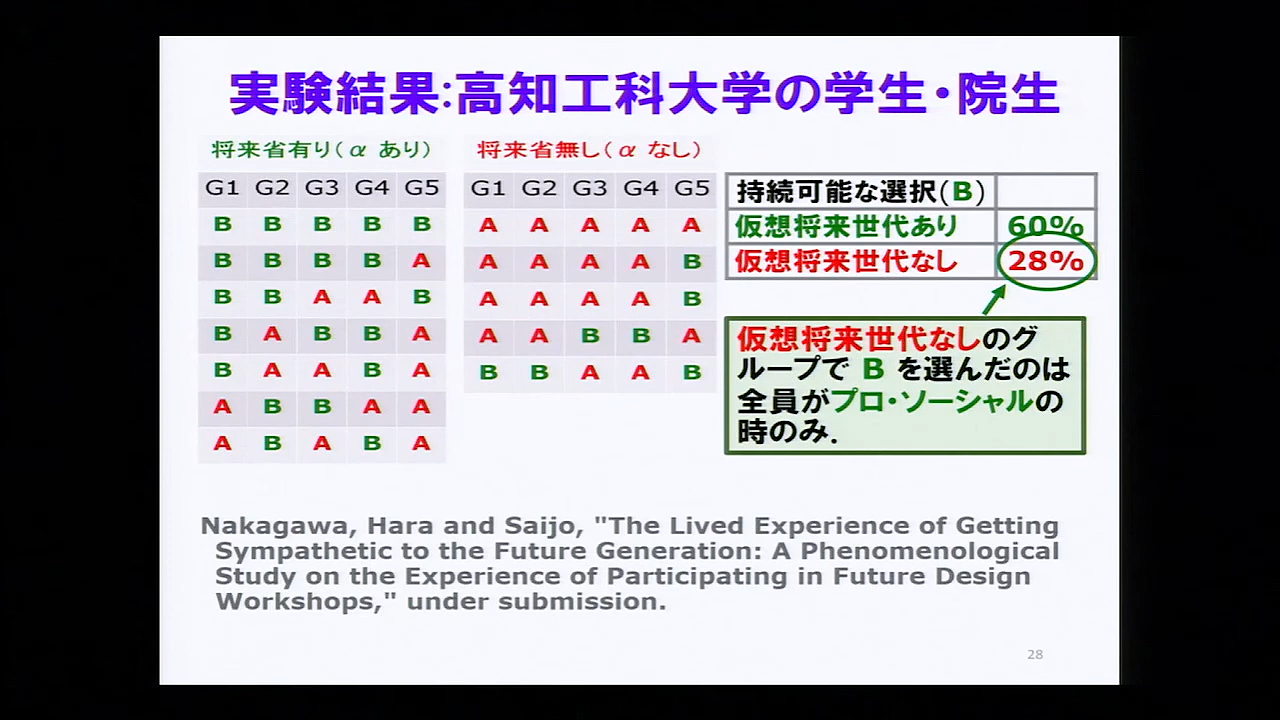 実験結果:高知工科大学の学生・院生
将来省有り(α あり)
G1 G2 G3 G4 G5
B B B B B
B B B B A
B B A A B
B A B B A
B A A B A
A B B A A
A B A B A
将来省無し(α なし)
G1 G2 G3 G4 G5
A A A A A
A A A A B
A A A A B
A A B B A
B B A A B
持続可能な選択(B)
仮想将来世代あり 60%
仮想将来世代なし 28%
仮想将来世代なしのグ
ループで B を選んだのは
全員がプロ・ソーシャルの
時のみ.
Nakagawa, Hara and Saijo, "The Lived Experience of Getting
Sympathetic to the Future Generation: A Phenomenological
Study on the Experience of Participating in Future Design
Workshops," under submission.
28